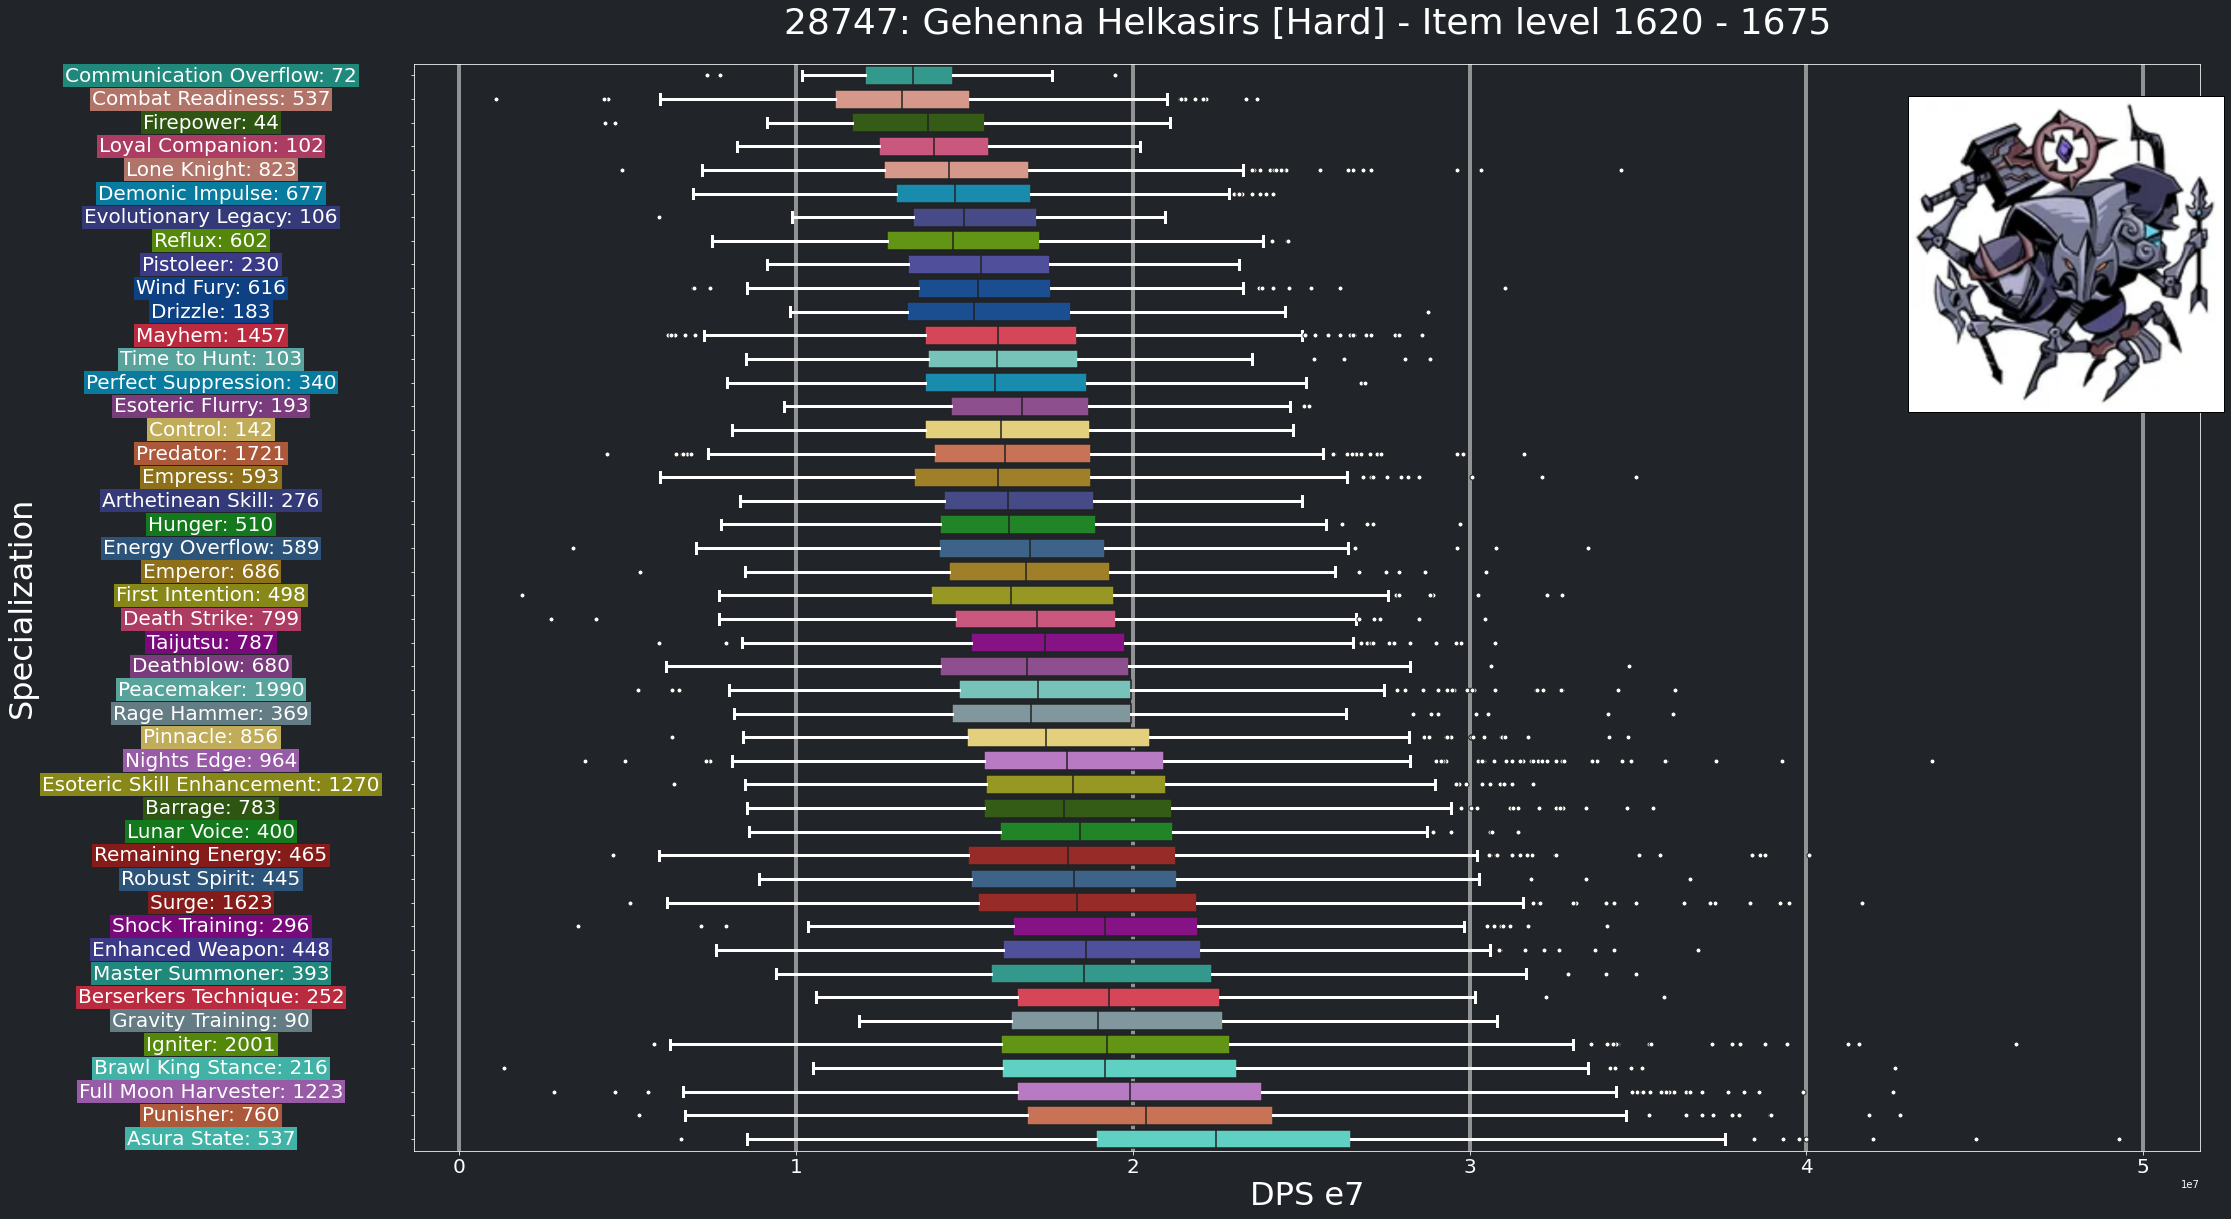 28747: Gehenna Helkasirs [Hard] - Item level 1620 - 1675
Specialization
Communication Overflow: 72
Combat Readiness: 537
Firepower: 44
Loyal Companion: 102
Lone Knight: 823
Demonic Impulse: 677
Evolutionary Legacy: 106
Reflux: 602
Pistoleer: 230
Wind Fury: 616
Drizzle: 183
Mayhem: 1457
Time to Hunt: 103
Perfect Suppression: 340
Esoteric Flurry: 193
Control: 142
Predator: 1721
Empress: 593
Arthetinean Skill: 276
Hunger: 510
Energy Overflow: 589
Emperor: 686
First Intention: 498
Death Strike: 799
Taijutsu: 787
Deathblow: 680
Peacemaker: 1990
Rage Hammer: 369
Pinnacle: 856
Nights Edge: 964
Esoteric Skill Enhancement: 1270
Barrage: 783
Lunar Voice: 400
Remaining Energy: 465
Robust Spirit: 445
Surge: 1623
Shock Training: 296
Enhanced Weapon: 448
Master Summoner: 393
Berserkers Technique: 252
Gravity Training: 90
Igniter: 2001
Brawl King Stance: 216
Full Moon Harvester: 1223
Punisher: 760
Asura State: 537
0 1 2 3 4 5
1e7
DPS e7